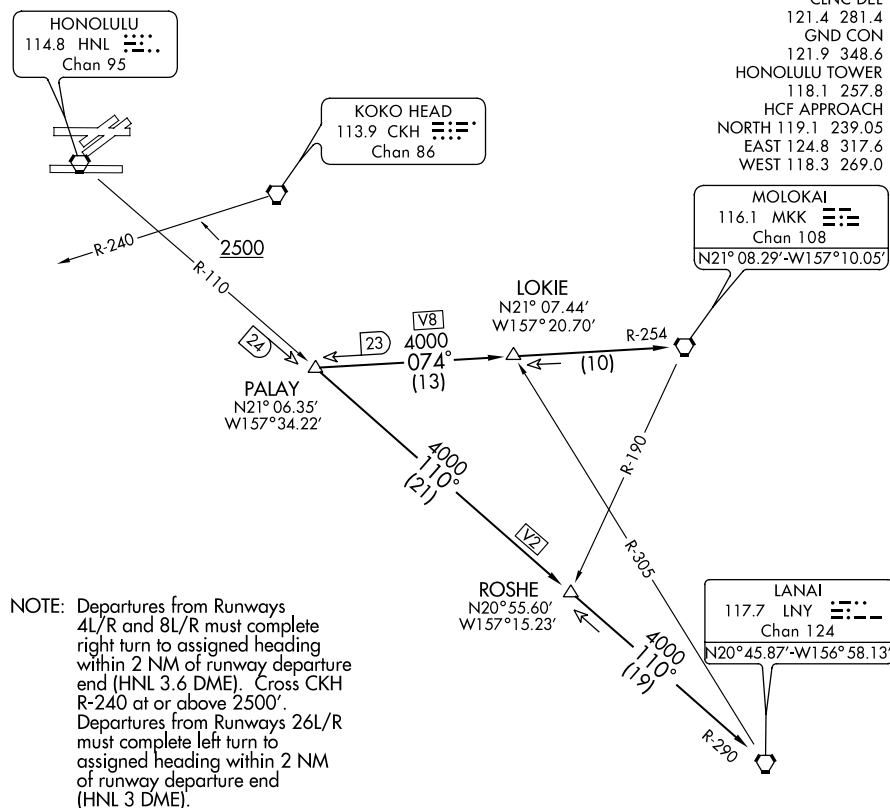 CLNC DEL
121.4 281.4
GND CON
121.9 348.6
HONOLULU TOWER
118.1 257.8
HCF APPROACH
NORTH 119.1 239.05
EAST 124.8 317.6
WEST 118.3 269.0
HONOLULU
114.8 HNL
Chan 95
KOKO HEAD
113.9 CKH
Chan 86
MOLOKAI
116.1 MKK
Chan 108
N21° 08.29′-W157° 10.05′
R-240
2500
R-110
LOKIE
N21° 07.44′
W157° 20.70′
R-254
24
23
V8
4000
074°
(13)
(10)
PALAY
N21° 06.35′
W157° 34.22′
R-190
4000
110°
(21)
V2
R-305
ROSHE
N20° 55.60′
W157° 15.23′
LANAI
117.7 LNY
Chan 124
N20° 45.87′-W156° 58.13′
4000
110°
(19)
R-290
NOTE: Departures from Runways
4L/R and 8L/R must complete
right turn to assigned heading
within 2 NM of runway departure
end (HNL 3.6 DME). Cross CKH
R-240 at or above 2500′.
Departures from Runways 26L/R
must complete left turn to
assigned heading within 2 NM
of runway departure end
(HNL 3 DME).